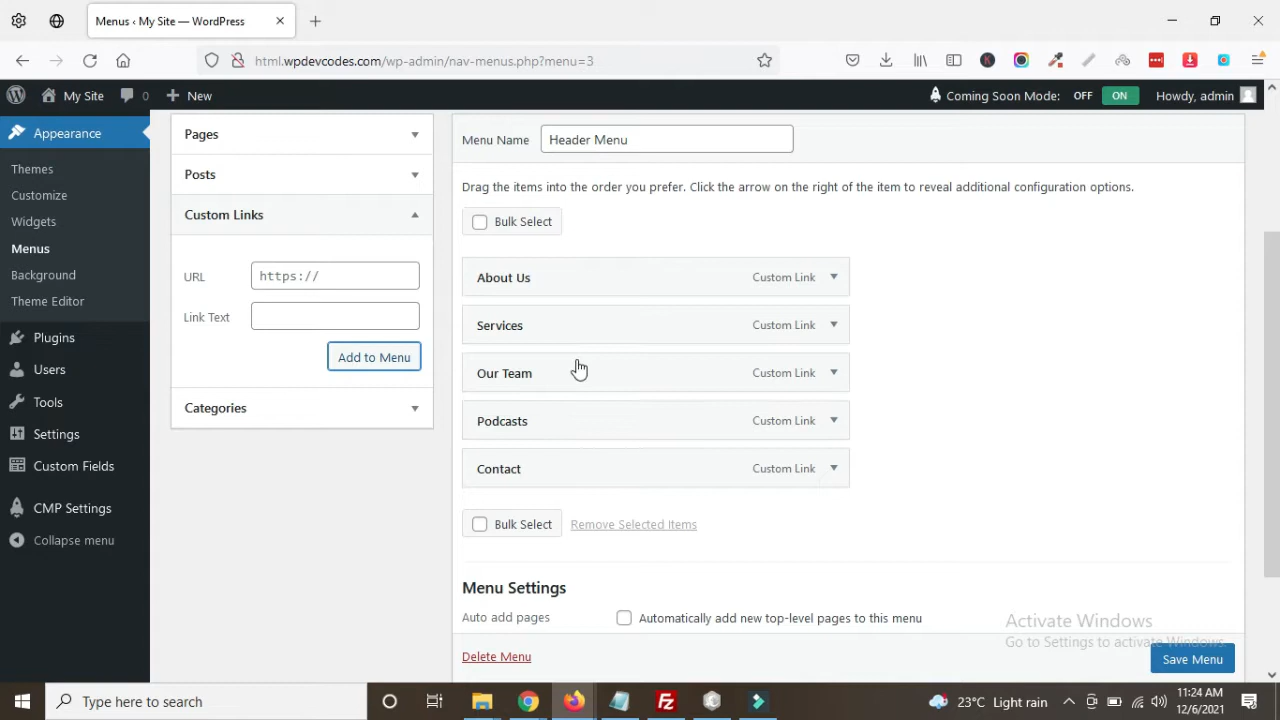 Menus ‹ My Site — WordPress
html.wpdevcodes.com/wp-admin/nav-menus.php?menu=3
My Site 0 New Coming Soon Mode: OFF ON Howdy, admin
Appearance
Themes
Customize
Widgets
Menus
Background
Theme Editor
Plugins
Users
Tools
Settings
Custom Fields
CMP Settings
Collapse menu
Pages
Posts
Custom Links
URL https://
Link Text
Add to Menu
Categories
Menu Name Header Menu
Drag the items into the order you prefer. Click the arrow on the right of the item to reveal additional configuration options.
Bulk Select
About Us Custom Link
Services Custom Link
Our Team Custom Link
Podcasts Custom Link
Contact Custom Link
Bulk Select Remove Selected Items
Menu Settings
Auto add pages Automatically add new top-level pages to this menu
Activate Windows
Go to Settings to activate Windows.
Delete Menu Save Menu
Type here to search 23°C Light rain 11:24 AM
12/6/2021